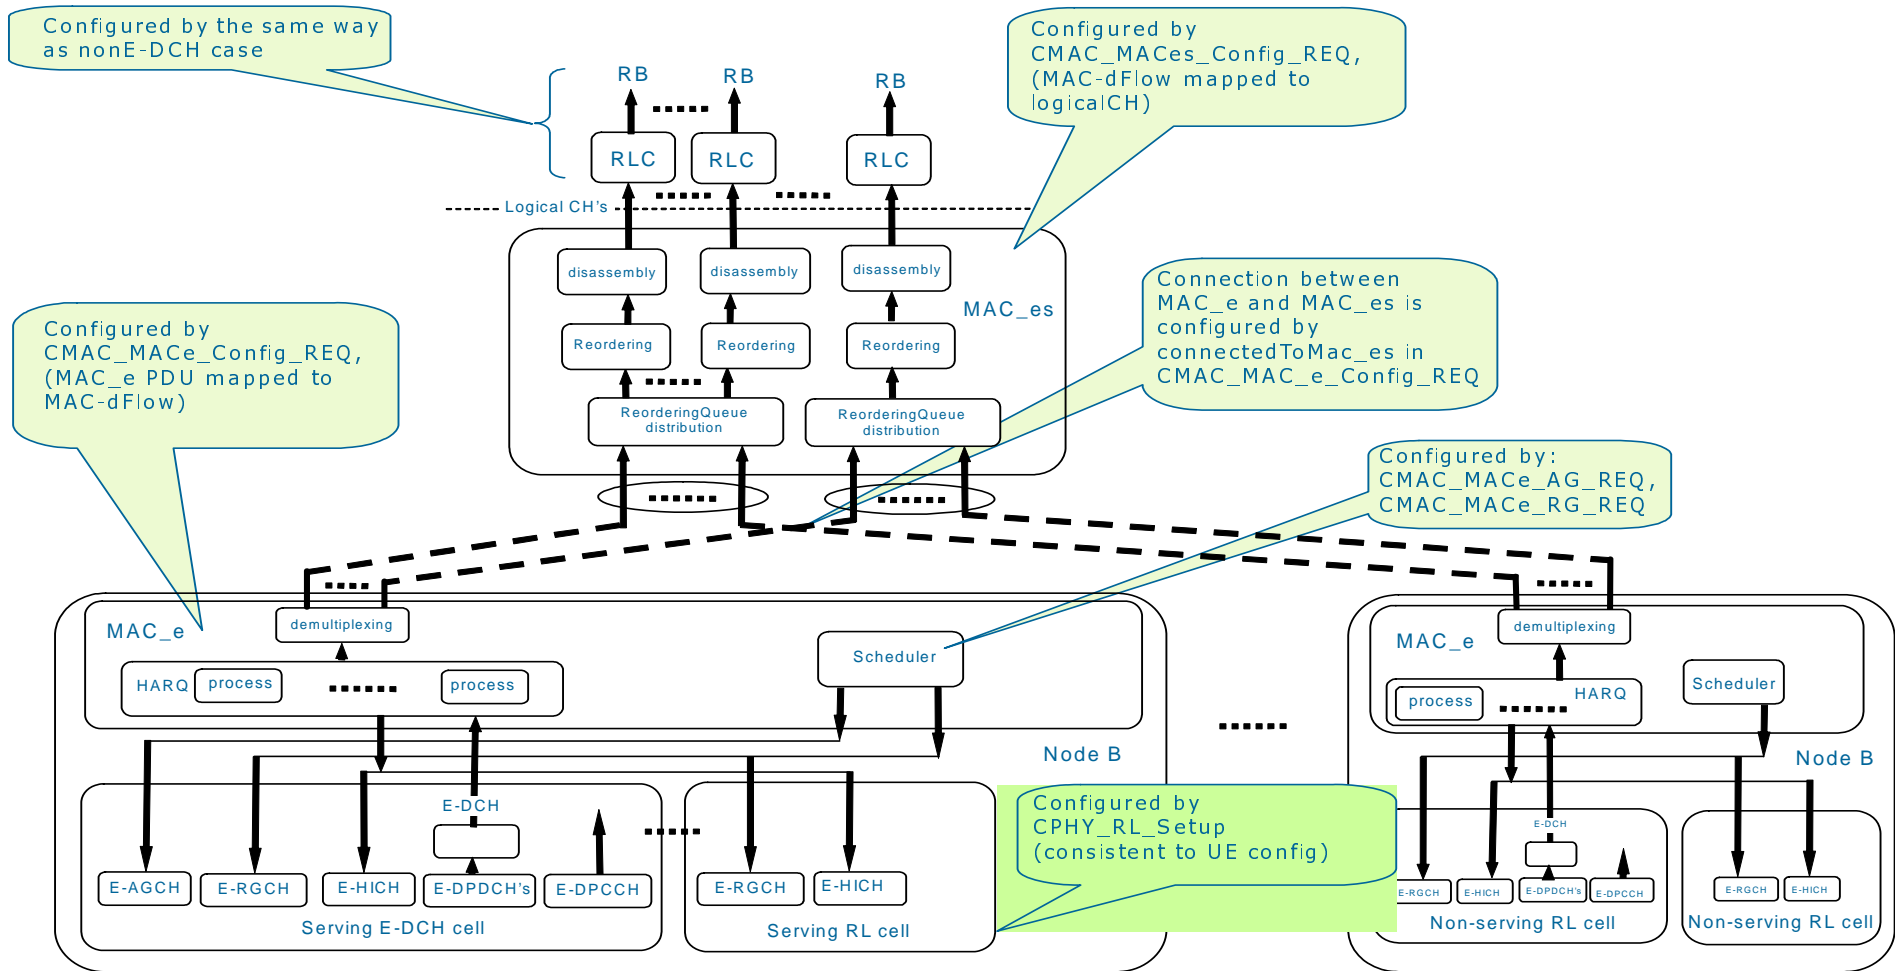 Configured by the same way
as nonE-DCH case
Configured by
CMAC_MACes_Config_REQ,
(MAC-dFlow mapped to
logicalCH)
RB
RB
RB
RLC
RLC
RLC
Logical CH's
disassembly
disassembly
disassembly
MAC_es
Reordering
Reordering
Reordering
ReorderingQueue
distribution
ReorderingQueue
distribution
Connection between
MAC_e and MAC_es is
configured by
connectedToMac_es in
CMAC_MAC_e_Config_REQ
Configured by
CMAC_MACe_Config_REQ,
(MAC_e PDU mapped to
MAC-dFlow)
Configured by:
CMAC_MACe_AG_REQ,
CMAC_MACe_RG_REQ
MAC_e
demultiplexing
Scheduler
HARQ
process
process
Node B
E-DCH
E-AGCH
E-RGCH
E-HICH
E-DPDCH's
E-DPCCH
Serving E-DCH cell
E-RGCH
E-HICH
Serving RL cell
Configured by
CPHY_RL_Setup
(consistent to UE config)
MAC_e
demultiplexing
Scheduler
process
HARQ
Node B
E-DCH
E-RGCH
E-HICH
E-DPDCH's
E-DPCCH
Non-serving RL cell
E-RGCH
E-HICH
Non-serving RL cell